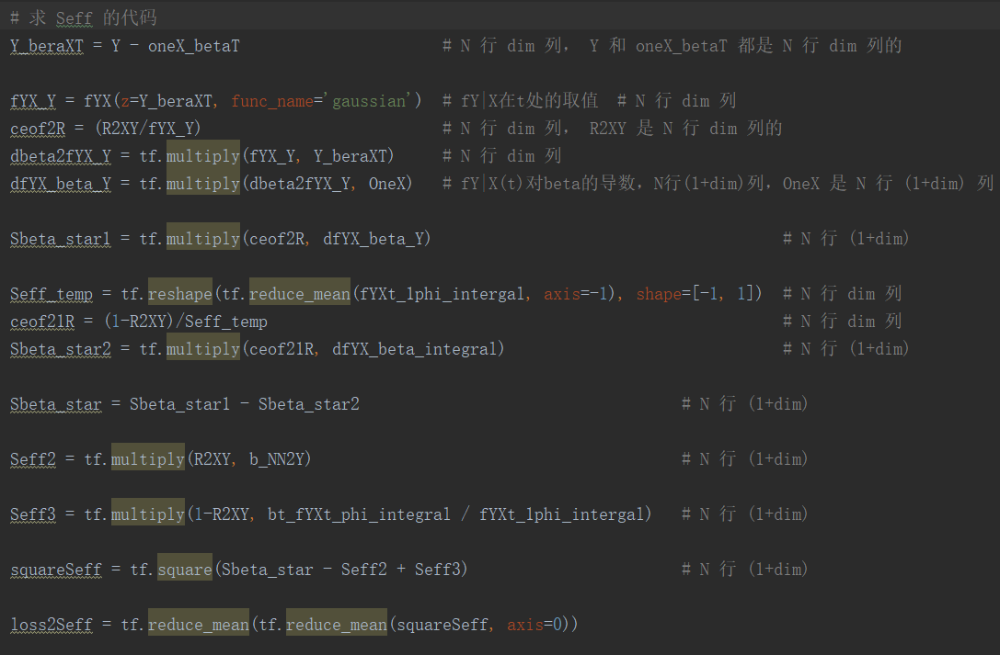 # 求 Seff 的代码
Y_beraXT = Y - oneX_betaT # N 行 dim 列， Y 和 oneX_betaT 都是 N 行 dim 列的
fYX_Y = fYX(z=Y_beraXT, func_name='gaussian') # fY|X在t处的取值 # N 行 dim 列
ceof2R = (R2XY/fYX_Y) # N 行 dim 列， R2XY 是 N 行 dim 列的
dbeta2fYX_Y = tf.multiply(fYX_Y, Y_beraXT) # N 行 dim 列
dfYX_beta_Y = tf.multiply(dbeta2fYX_Y, OneX) # fY|X(t)对beta的导数，N行(1+dim)列，OneX 是 N 行 (1+dim) 列
Sbeta_star1 = tf.multiply(ceof2R, dfYX_beta_Y) # N 行 (1+dim)
Seff_temp = tf.reshape(tf.reduce_mean(fYXt_1phi_intergal, axis=-1), shape=[-1, 1]) # N 行 dim 列
ceof21R = (1-R2XY)/Seff_temp # N 行 dim 列
Sbeta_star2 = tf.multiply(ceof21R, dfYX_beta_integral) # N 行 (1+dim)
Sbeta_star = Sbeta_star1 - Sbeta_star2 # N 行 (1+dim)
Seff2 = tf.multiply(R2XY, b_NN2Y) # N 行 (1+dim)
Seff3 = tf.multiply(1-R2XY, bt_fYXt_phi_integral / fYXt_1phi_intergal) # N 行 (1+dim)
squareSeff = tf.square(Sbeta_star - Seff2 + Seff3) # N 行 (1+dim)
loss2Seff = tf.reduce_mean(tf.reduce_mean(squareSeff, axis=0))